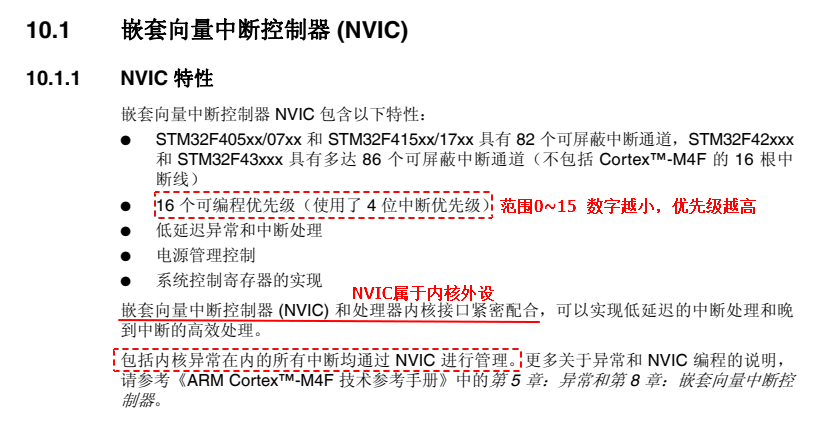 10.1 嵌套向量中断控制器 (NVIC)
10.1.1 NVIC 特性
嵌套向量中断控制器 NVIC 包含以下特性：
● STM32F405xx/07xx 和 STM32F415xx/17xx 具有 82 个可屏蔽中断通道，STM32F42xxx
和 STM32F43xxx 具有多达 86 个可屏蔽中断通道（不包括 Cortex™-M4F 的 16 根中
断线）
● 16 个可编程优先级（使用了 4 位中断优先级） 范围0~15 数字越小，优先级越高
● 低延迟异常和中断处理
● 电源管理控制
● 系统控制寄存器的实现
NVIC属于内核外设
嵌套向量中断控制器 (NVIC) 和处理器内核接口紧密配合，可以实现低延迟的中断处理和晚
到中断的高效处理。
包括内核异常在内的所有中断均通过 NVIC 进行管理。更多关于异常和 NVIC 编程的说明，
请参考《ARM Cortex™-M4F 技术参考手册》中的第 5 章：异常和第 8 章：嵌套向量中断控
制器。